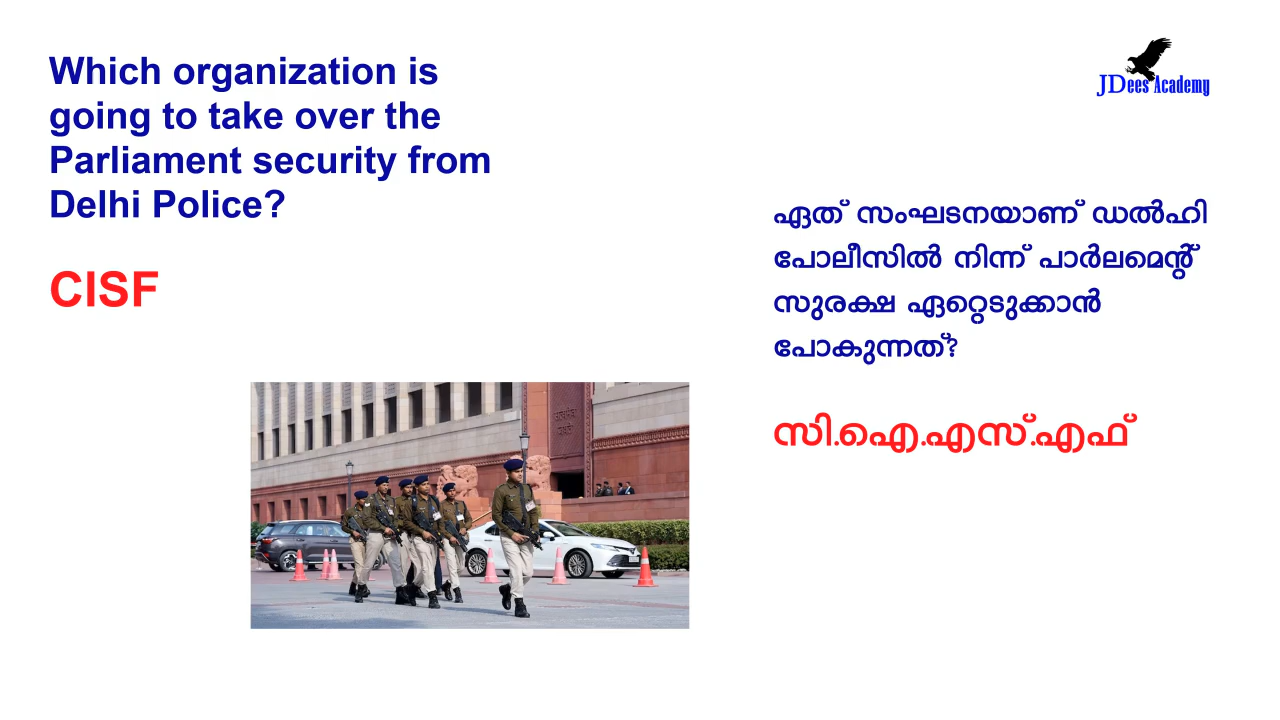 Which organization is
going to take over the
Parliament security from
Delhi Police?
CISF
JDees Academy
ഏത് സംഘടനയാണ് ഡൽഹി
പോലീസിൽ നിന്ന് പാർലമെന്റ്
സുരക്ഷ ഏറ്റെടുക്കാൻ
പോകുന്നത്?
സി.ഐ.എസ്.എഫ്